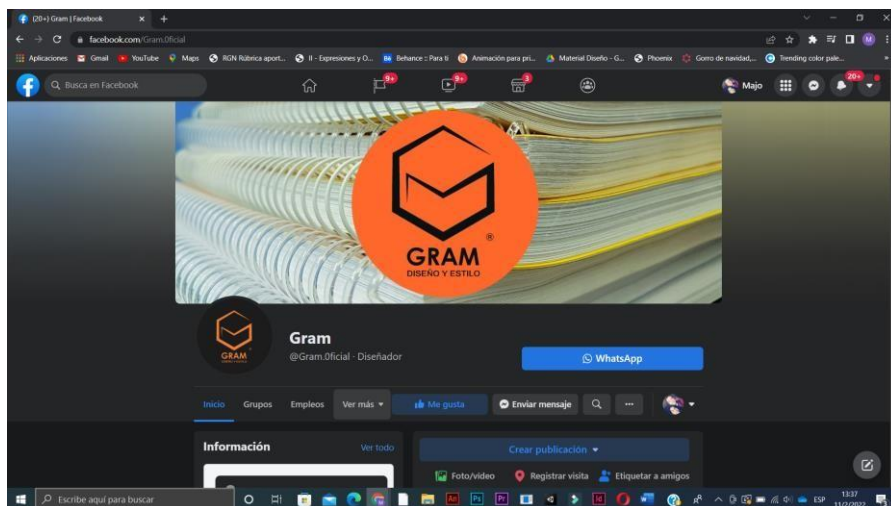 (20+) Gram | Facebook
facebook.com/Gram.0ficial
Aplicaciones Gmail YouTube Maps RGN Rúbrica aport... II - Expresiones y O... Behance :: Para ti Animación para pri... Material Diseño - G... Phoenix Gorro de navidad,... Trending color pale...
Busca en Facebook 9+ 9+ 3 Majo 20+
GRAM
DISEÑO Y ESTILO
GRAM
Gram
@Gram.0ficial · Diseñador
WhatsApp
Inicio Grupos Empleos Ver más Me gusta Enviar mensaje
Información Ver todo
Crear publicación
Foto/video Registrar visita Etiquetar a amigos
Escribe aquí para buscar
ESP 13:37
11/2/2022